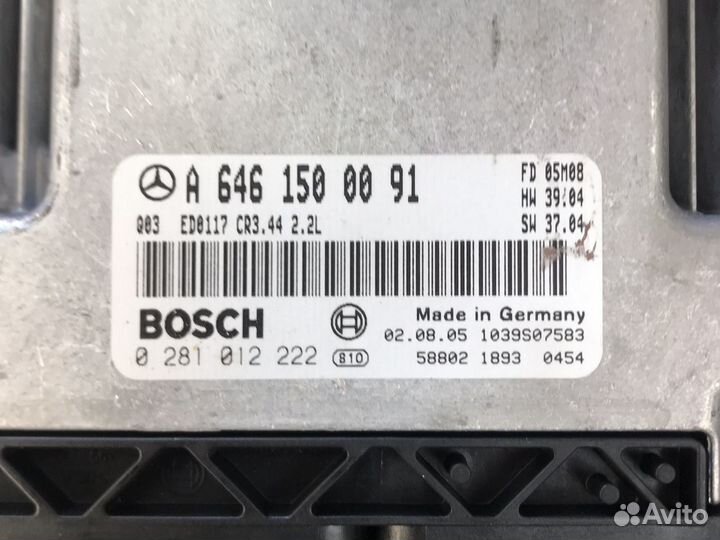 A 646 150 00 91
FD 05M08
HW 39:04
SW 37.04
Q03 ED0117 CR3.44 2.2L
BOSCH
Made in Germany
02.08.05 1039S07583
0 281 012 222 S10
58802 1893 0454
Avito